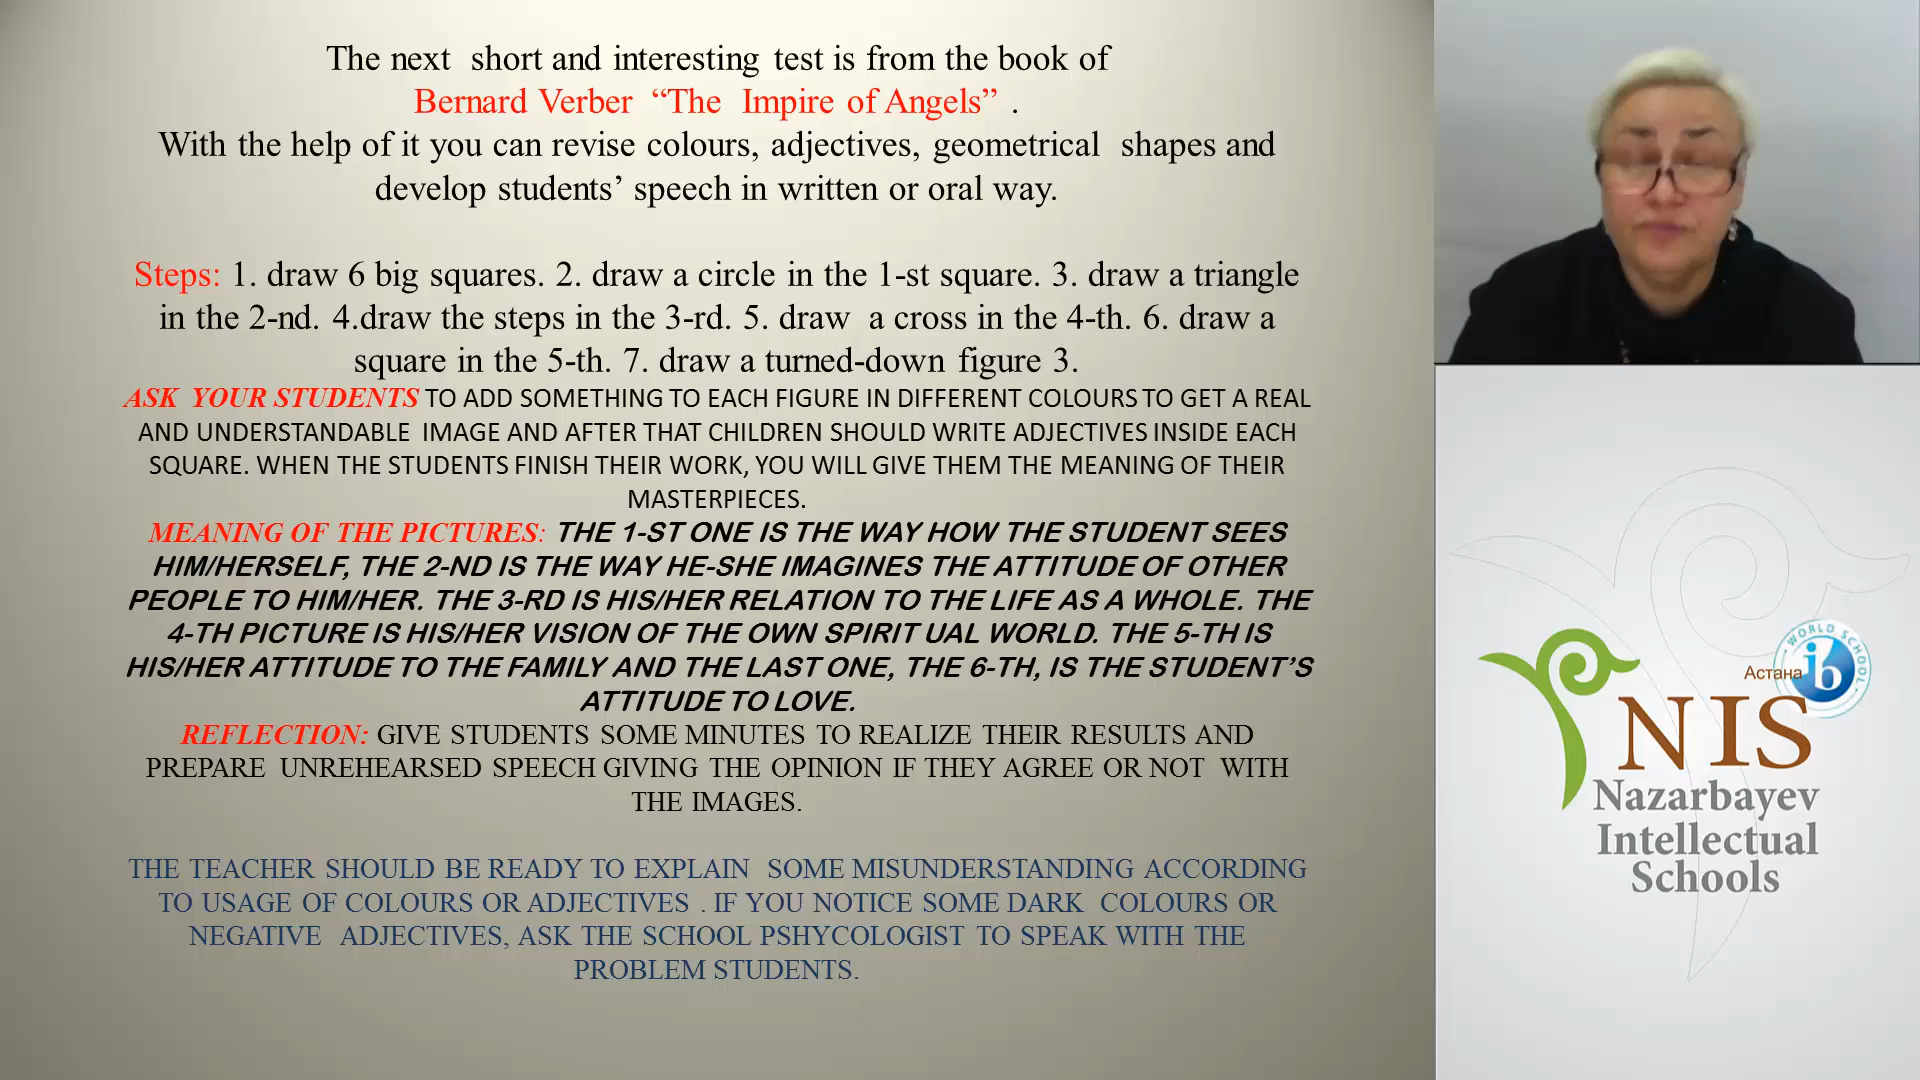 The next short and interesting test is from the book of
Bernard Verber “The Impire of Angels” .
With the help of it you can revise colours, adjectives, geometrical shapes and
develop students’ speech in written or oral way.
Steps: 1. draw 6 big squares. 2. draw a circle in the 1-st square. 3. draw a triangle
in the 2-nd. 4.draw the steps in the 3-rd. 5. draw a cross in the 4-th. 6. draw a
square in the 5-th. 7. draw a turned-down figure 3.
ASK YOUR STUDENTS TO ADD SOMETHING TO EACH FIGURE IN DIFFERENT COLOURS TO GET A REAL
AND UNDERSTANDABLE IMAGE AND AFTER THAT CHILDREN SHOULD WRITE ADJECTIVES INSIDE EACH
SQUARE. WHEN THE STUDENTS FINISH THEIR WORK, YOU WILL GIVE THEM THE MEANING OF THEIR
MASTERPIECES.
MEANING OF THE PICTURES: THE 1-ST ONE IS THE WAY HOW THE STUDENT SEES
HIM/HERSELF, THE 2-ND IS THE WAY HE-SHE IMAGINES THE ATTITUDE OF OTHER
PEOPLE TO HIM/HER. THE 3-RD IS HIS/HER RELATION TO THE LIFE AS A WHOLE. THE
4-TH PICTURE IS HIS/HER VISION OF THE OWN SPIRIT UAL WORLD. THE 5-TH IS
HIS/HER ATTITUDE TO THE FAMILY AND THE LAST ONE, THE 6-TH, IS THE STUDENT’S
ATTITUDE TO LOVE.
REFLECTION: GIVE STUDENTS SOME MINUTES TO REALIZE THEIR RESULTS AND
PREPARE UNREHEARSED SPEECH GIVING THE OPINION IF THEY AGREE OR NOT WITH
THE IMAGES.
THE TEACHER SHOULD BE READY TO EXPLAIN SOME MISUNDERSTANDING ACCORDING
TO USAGE OF COLOURS OR ADJECTIVES . IF YOU NOTICE SOME DARK COLOURS OR
NEGATIVE ADJECTIVES, ASK THE SCHOOL PSHYCOLOGIST TO SPEAK WITH THE
PROBLEM STUDENTS.
WORLD SCHOOL
Астана
ib
NIS
Nazarbayev
Intellectual
Schools